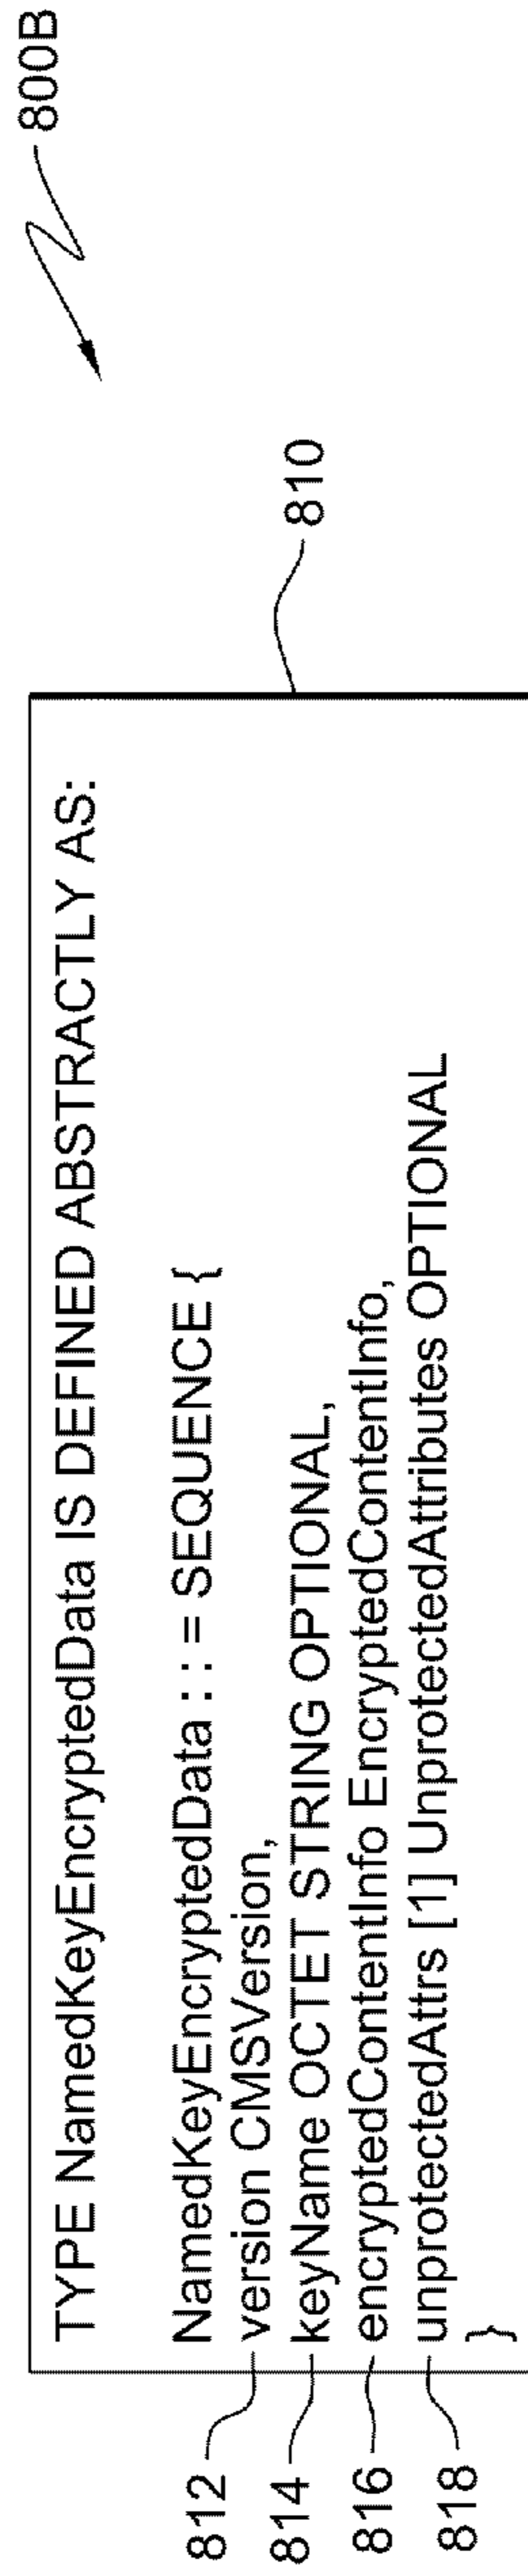 800B
810
TYPE NamedKeyEncryptedData IS DEFINED ABSTRACTLY AS:
NamedKeyEncryptedData : : = SEQUENCE {
812 version CMSVersion,
814 keyName OCTET STRING OPTIONAL,
816 encryptedContentInfo EncryptedContentInfo,
818 unprotectedAttrs [1] UnprotectedAttributes OPTIONAL
}